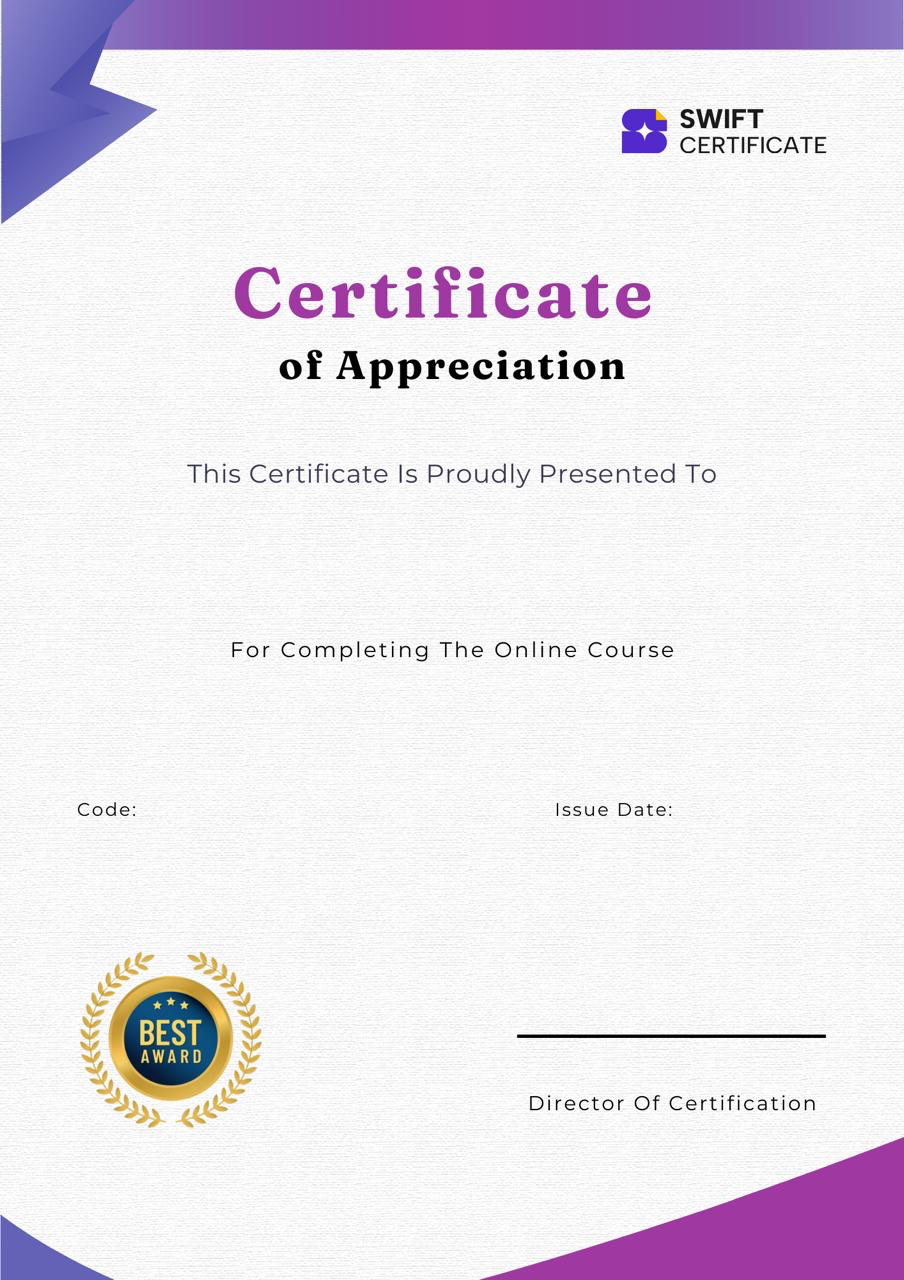 SWIFT
CERTIFICATE
Certificate
of Appreciation
This Certificate Is Proudly Presented To
For Completing The Online Course
Code:
Issue Date:
BEST
AWARD
Director Of Certification